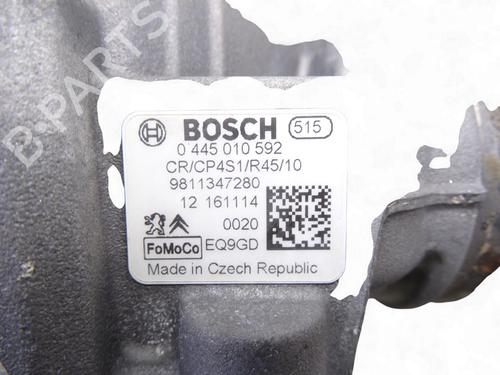 B-PARTS
BOSCH 515
0 445 010 592
CR/CP4S1/R45/10
9811347280
12 161114
0020
FoMoCo EQ9GD
Made in Czech Republic